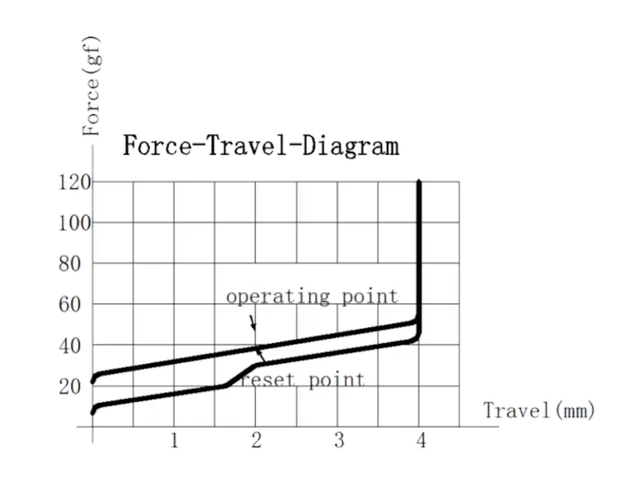 Force(gf)
Force-Travel-Diagram
120
100
80
60
operating point
40
20
reset point
Travel(mm)
1 2 3 4